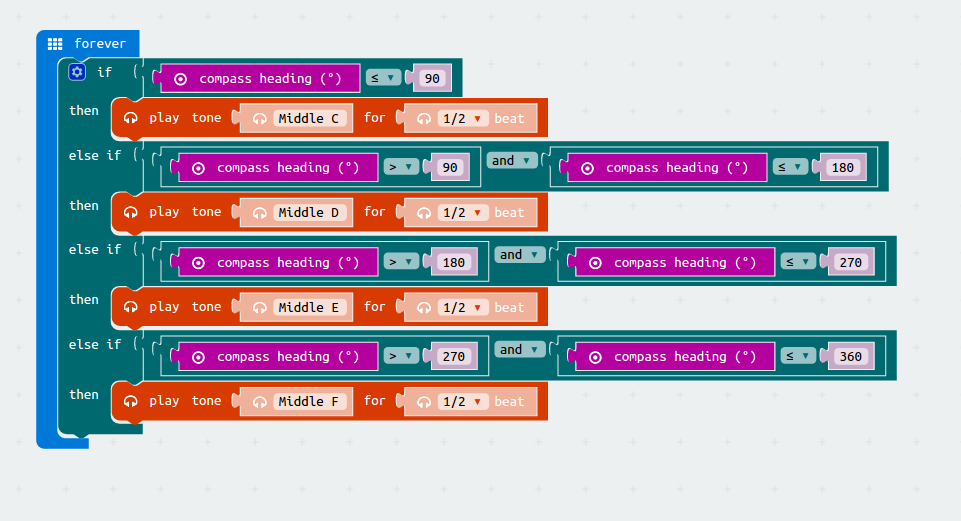 forever
if compass heading (°) ≤ 90
then play tone Middle C for 1/2 beat
else if compass heading (°) > 90 and compass heading (°) ≤ 180
then play tone Middle D for 1/2 beat
else if compass heading (°) > 180 and compass heading (°) ≤ 270
then play tone Middle E for 1/2 beat
else if compass heading (°) > 270 and compass heading (°) ≤ 360
then play tone Middle F for 1/2 beat